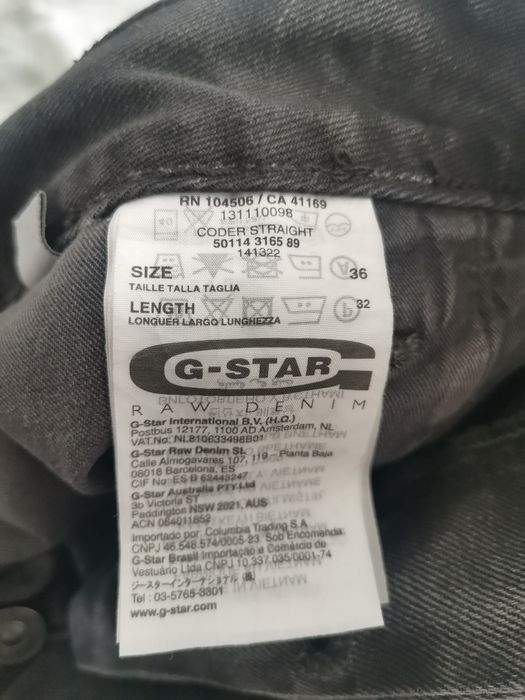 RN 104506 / CA 41169
131110098
CODER STRAIGHT
50114 3165 89
141322
SIZE 36
TAILLE TALLA TAGLIA
LENGTH 32
LONGUER LARGO LUNGHEZZA
G-STAR
RAW DENIM
G-Star International B.V. (H.Q.)
Postbus 12177, 1100 AD Amsterdam, NL
VAT.No: NL810633498B01
G-Star Raw Denim SL
Calle Almogavares 107, 119 - Planta Baja
08018 Barcelona, ES
CIF No: ES B 62443247
G-Star Australia PTY.Ltd
3b Victoria ST
Paddington NSW 2021, AUS
ACN 084011652
Importado por: Columbia Trading S.A
CNPJ 46.548.574/0005-23. Sob Encomenda:
G-Star Brasil Importação e Comércio de
Vestuário Ltda CNPJ 10.337.035/0001-74
ジースターインターナショナル (株)
Tel : 03-5765-3301
www.g-star.com